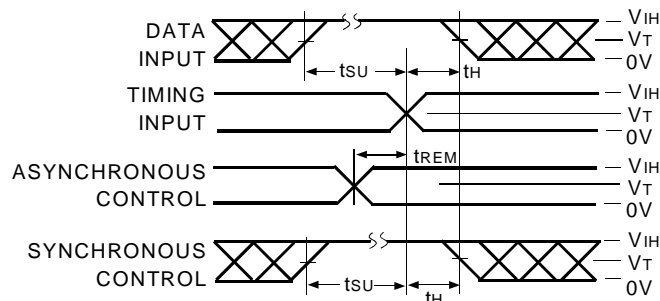 DATA
INPUT
tSU
tH
VIH
VT
0V
TIMING
INPUT
VIH
VT
0V
tREM
ASYNCHRONOUS
CONTROL
VIH
VT
0V
SYNCHRONOUS
CONTROL
tSU
tH
VIH
VT
0V